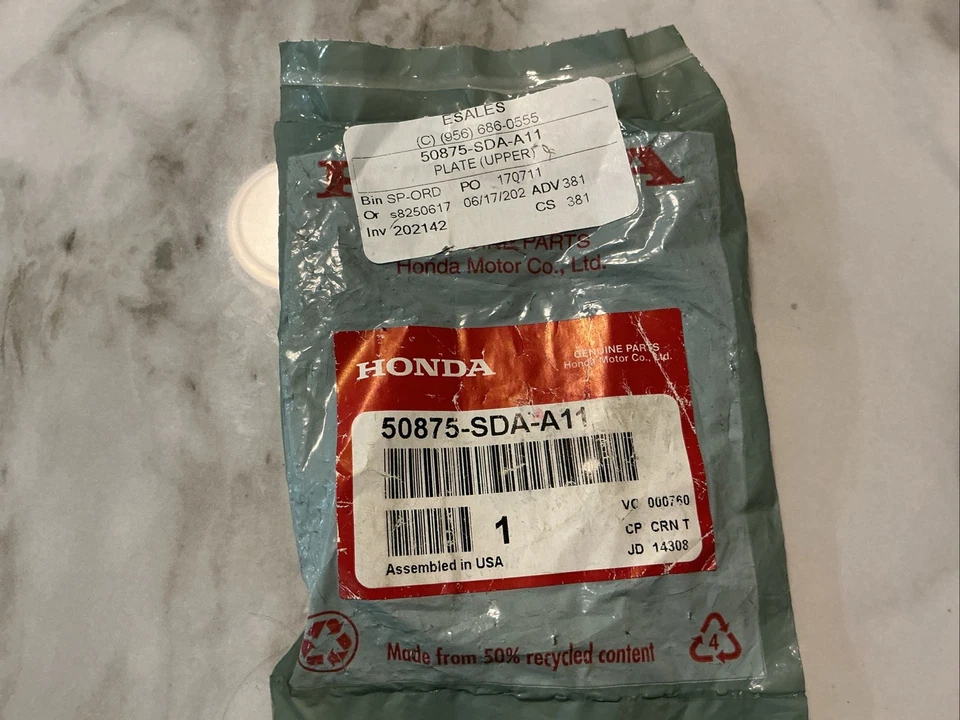 ESALES
(C) (956) 686-0555
50875-SDA-A11
PLATE (UPPER)
Bin SP-ORD PO 170711
Or s8250617 06/17/202 ADV 381
Inv 202142 CS 381
PARTS
Honda Motor Co., Ltd.
HONDA
GENUINE PARTS
Honda Motor Co., Ltd.
50875-SDA-A11
VC 000760
1
CP CRN T
JD 14308
Assembled in USA
Made from 50% recycled content
4